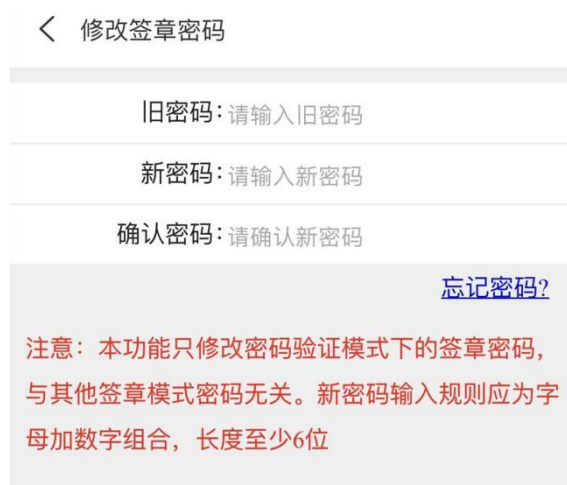 修改签章密码
旧密码：请输入旧密码
新密码：请输入新密码
确认密码：请确认新密码
忘记密码?
注意：本功能只修改密码验证模式下的签章密码，
与其他签章模式密码无关。新密码输入规则应为字
母加数字组合，长度至少6位